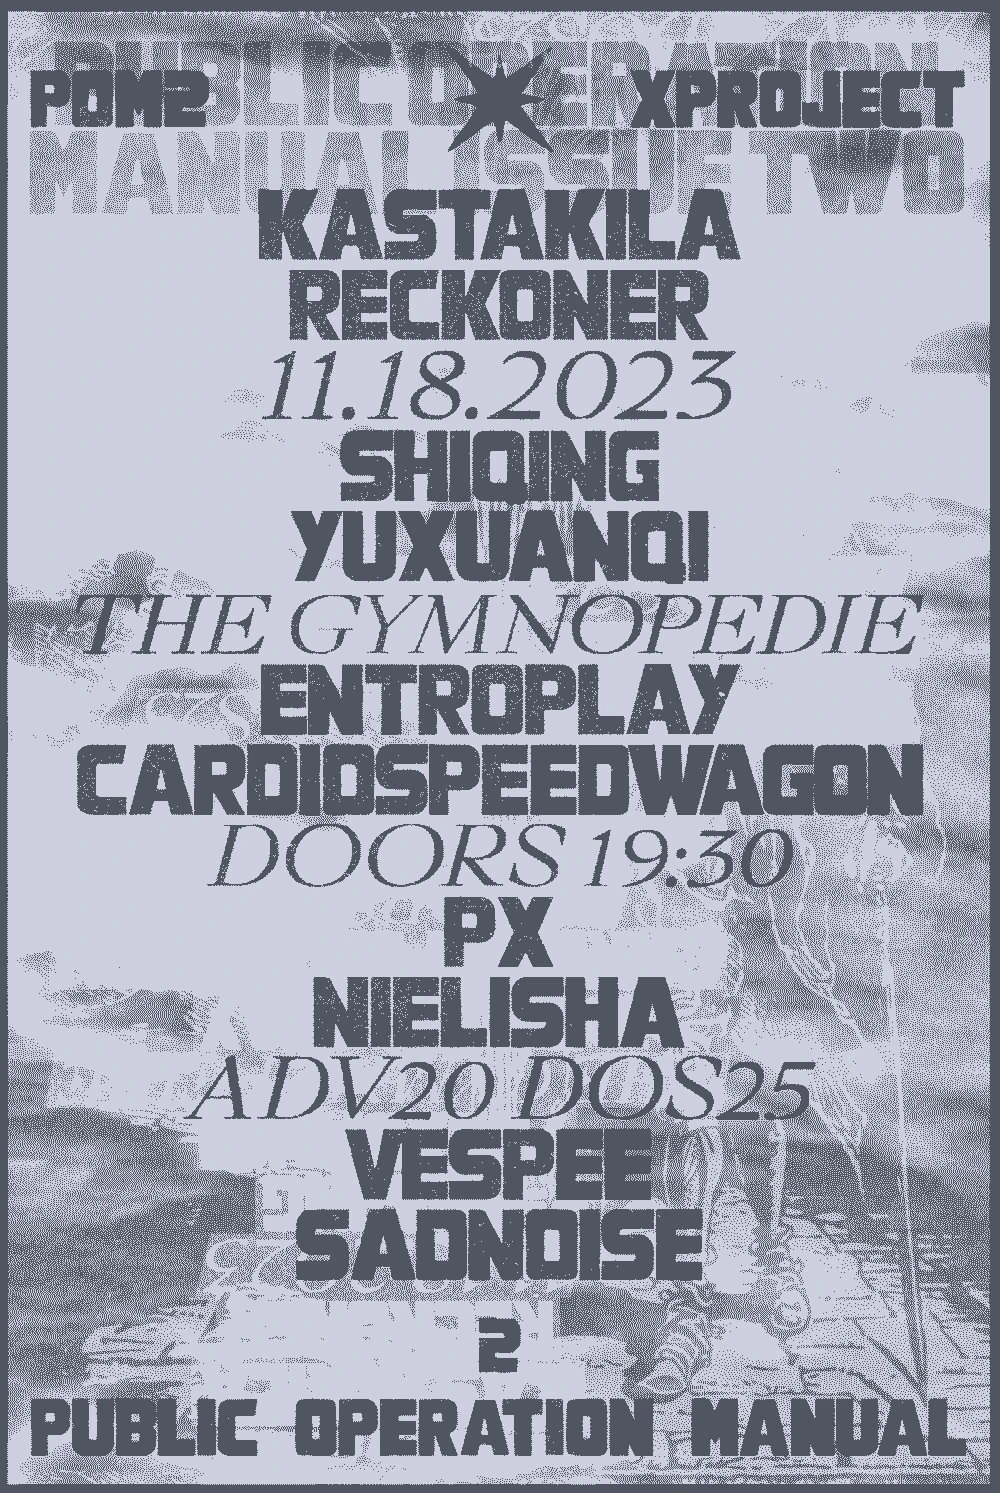 PUBLIC OPERATION
POM2 XPROJECT
MANUAL ISSUE TWO
KASTAKILA
RECKONER
11.18.2023
SHIQING
YUXUANQI
THE GYMNOPEDIE
ENTROPLAY
CARDIOSPEEDWAGON
DOORS 19:30
PX
NIELISHA
ADV20 DOS25
VESPEE
SADNOISE
2
PUBLIC OPERATION MANUAL